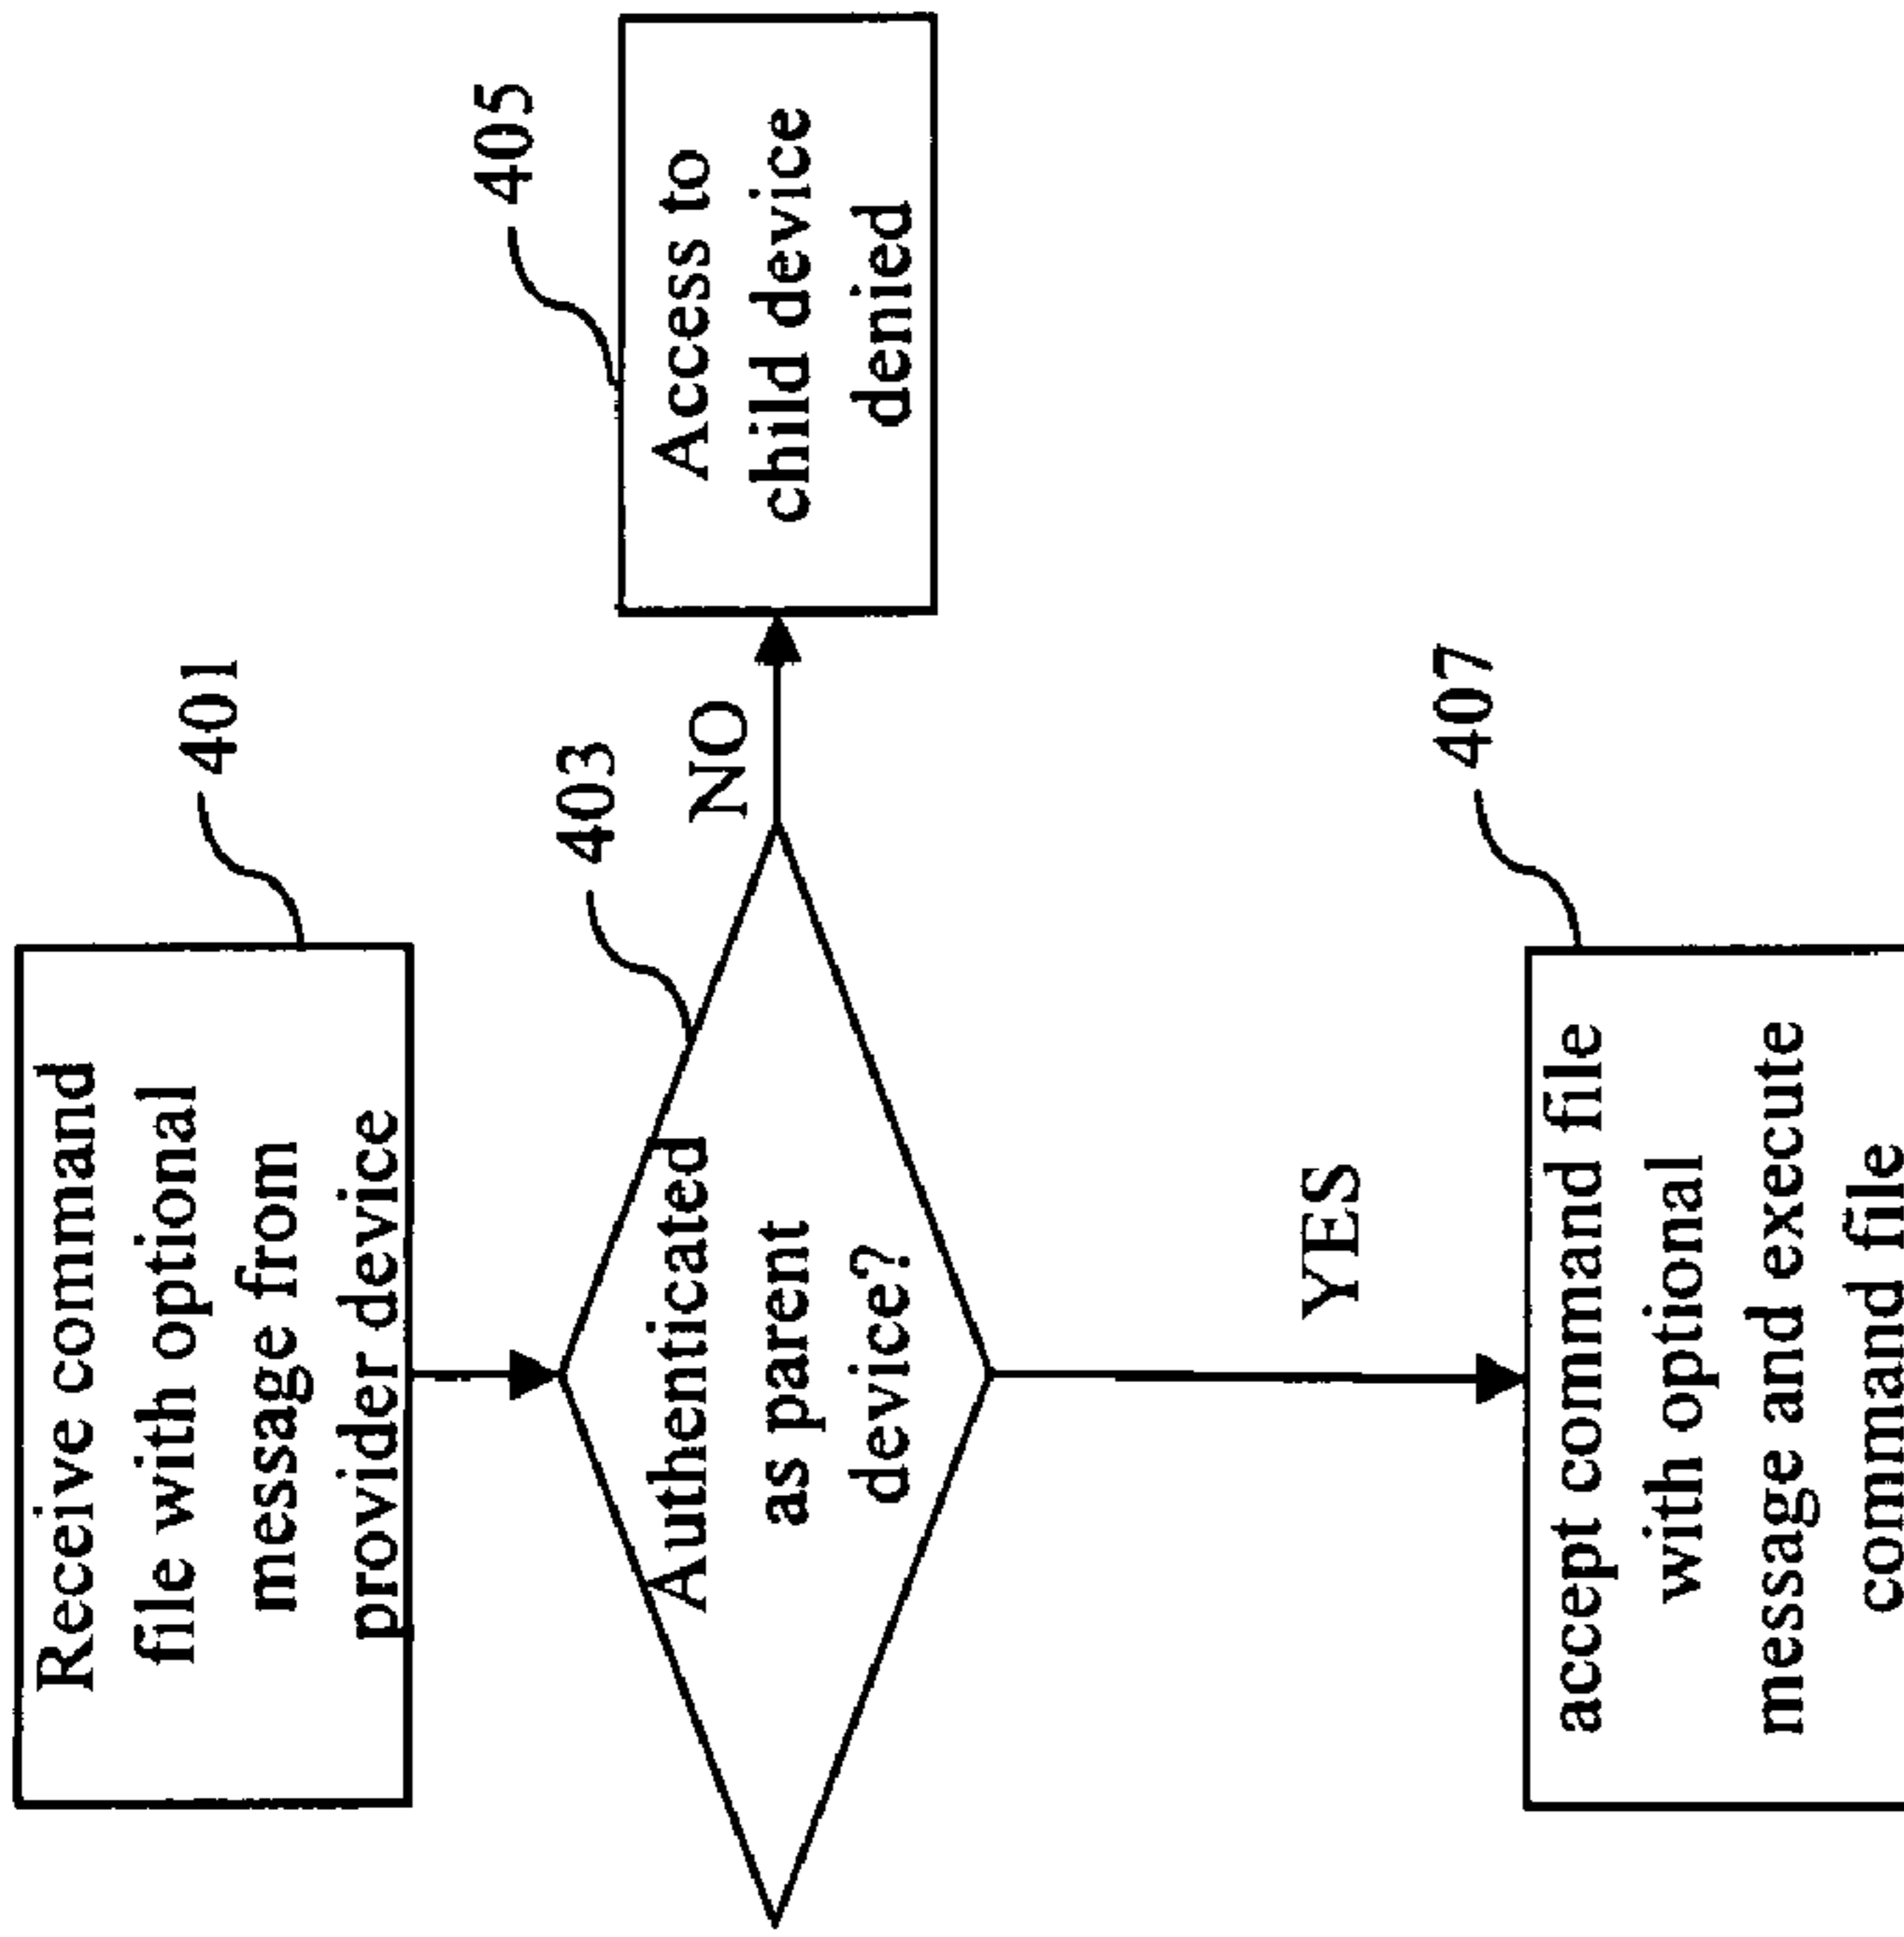 401
Receive command
file with optional
message from
provider device
403
Authenticated
as parent
device?
NO
405
Access to
child device
denied
YES
407
accept command file
with optional
message and execute
command file